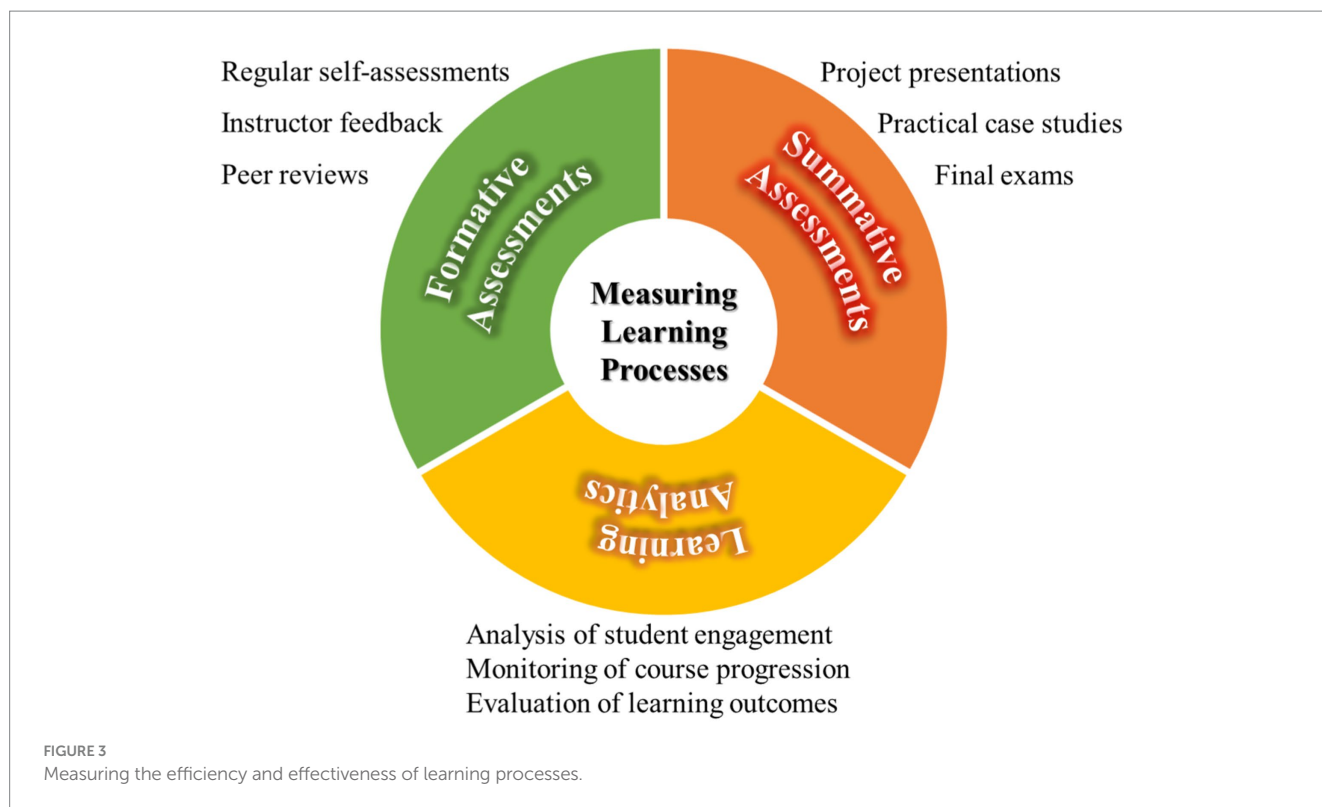 Regular self-assessments
Instructor feedback
Peer reviews
Formative
Assessments
Project presentations
Practical case studies
Final exams
Summative
Assessments
Measuring
Learning
Processes
Learning
Analytics
Analysis of student engagement
Monitoring of course progression
Evaluation of learning outcomes
FIGURE 3
Measuring the efficiency and effectiveness of learning processes.